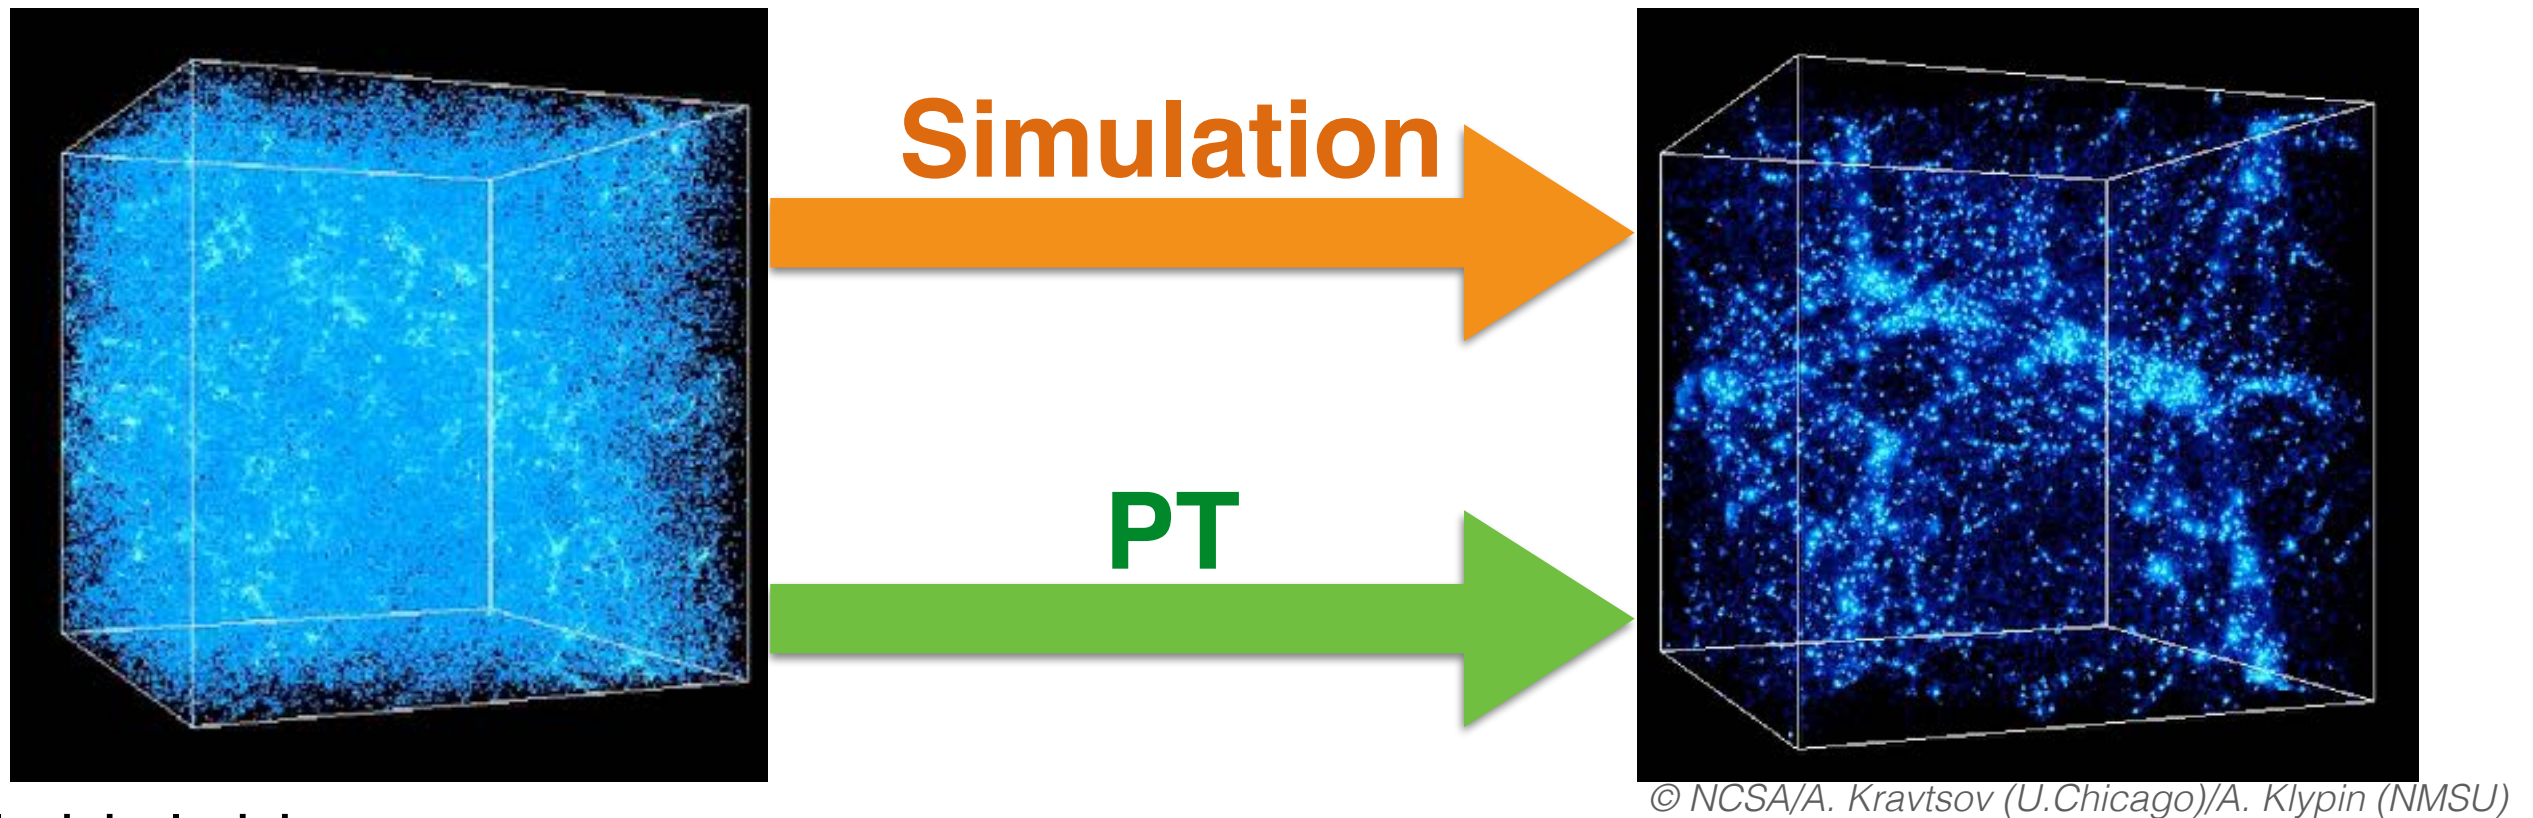 Simulation
PT
© NCSA/A. Kravtsov (U.Chicago)/A. Klypin (NMSU)